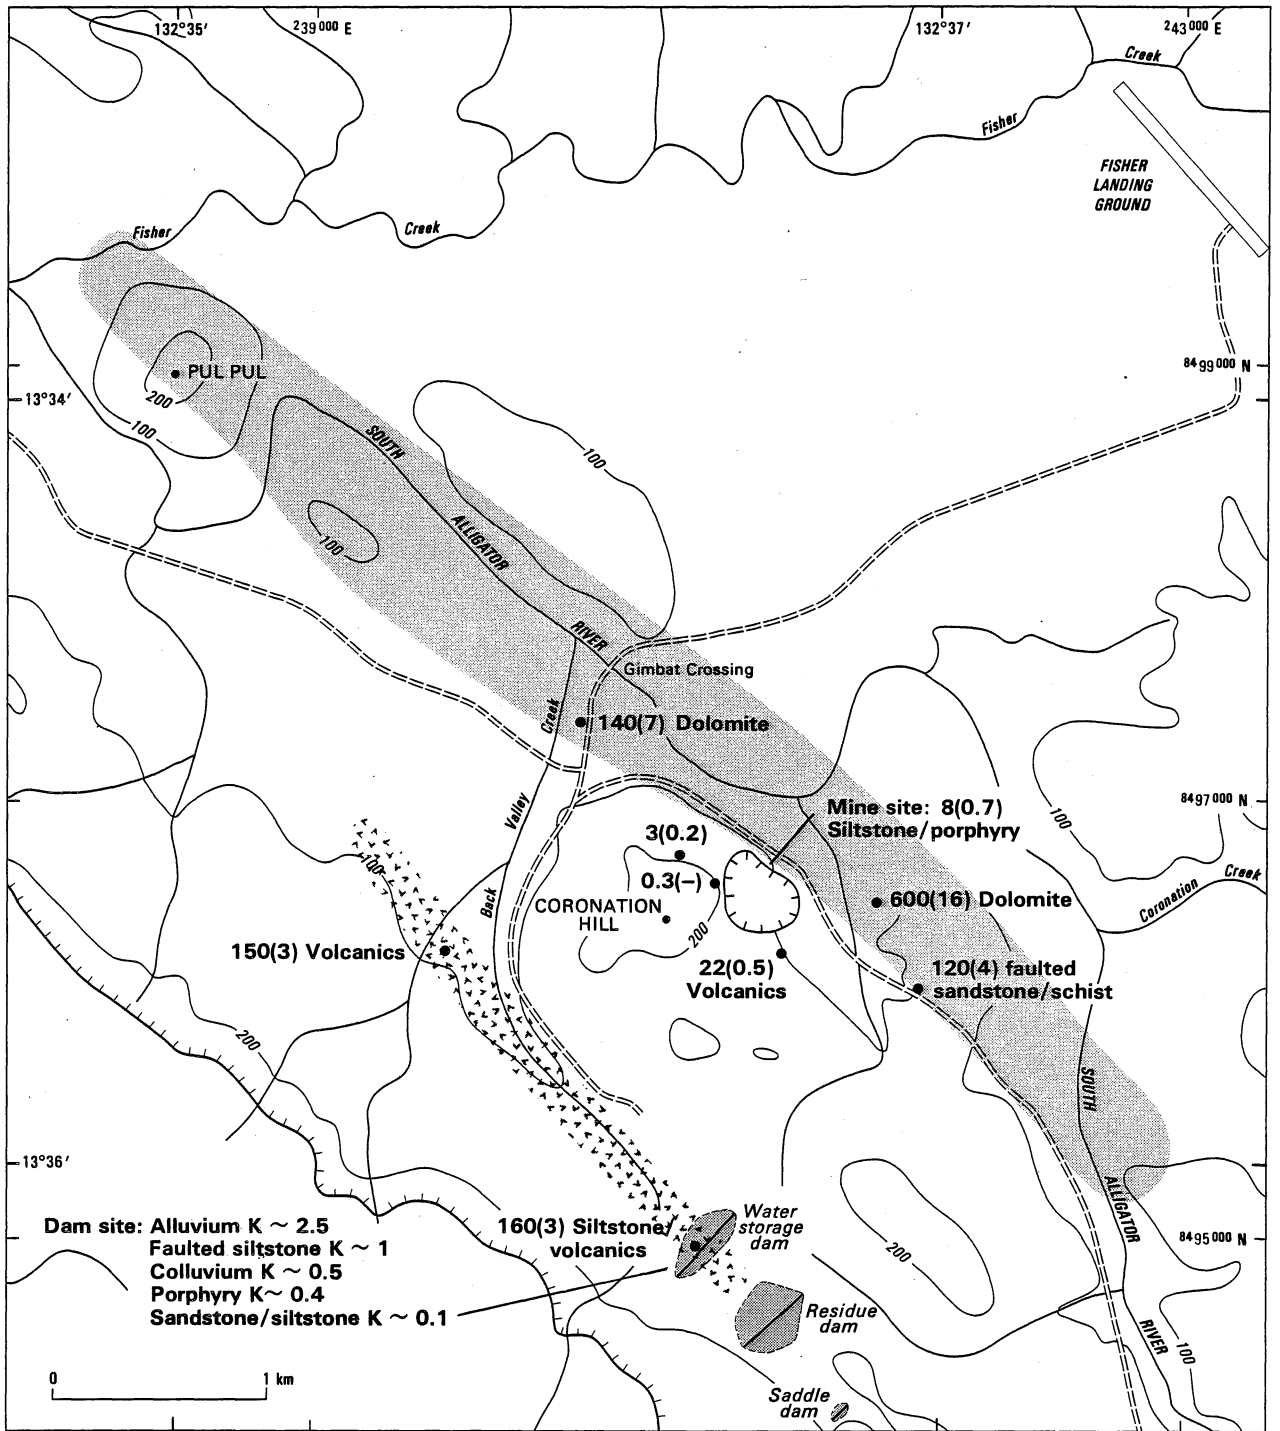 132°35′
239000 E
132°37′
243000 E
Creek
Fisher
FISHER
LANDING
GROUND
Fisher
Creek
8499000 N
PUL PUL
13°34′
200
100
SOUTH
100
ALLIGATOR
100
RIVER
Gimbat Crossing
Creek
140(7) Dolomite
8497000 N
Mine site: 8(0.7)
Siltstone/porphyry
100
Valley
3(0.2)
100
0.3(–)
Creek
Coronation
Back
CORONATION
HILL
600(16) Dolomite
200
150(3) Volcanics
22(0.5)
Volcanics
120(4) faulted
sandstone/schist
200
SOUTH
13°36′
ALLIGATOR
Dam site: Alluvium K ~ 2.5
Faulted siltstone K ~ 1
Colluvium K ~ 0.5
Porphyry K~ 0.4
Sandstone/siltstone K ~ 0.1
160(3) Siltstone/
volcanics
Water
storage
dam
200
8495000 N
Residue
dam
RIVER
100
0
1 km
Saddle
dam